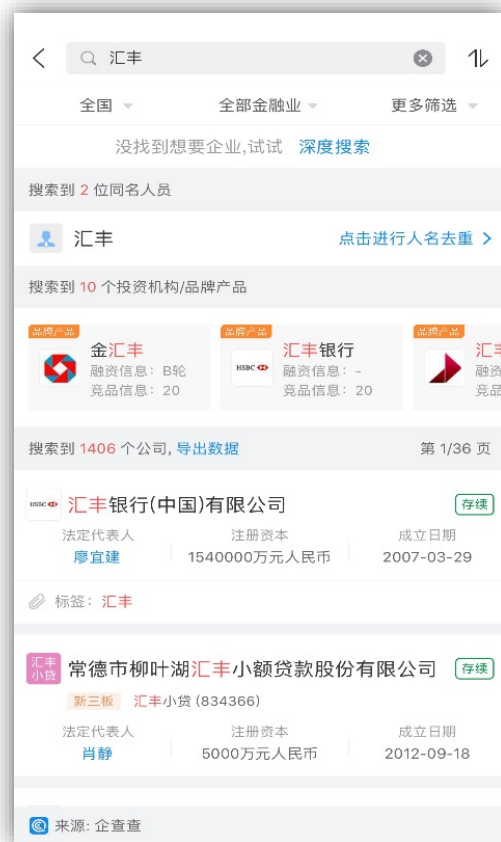 汇丰
全国 全部金融业 更多筛选
没找到想要企业,试试 深度搜索
搜索到 2 位同名人员
汇丰 点击进行人名去重
搜索到 10 个投资机构/品牌产品
品牌产品 品牌产品 品牌产品
金汇丰 HSBC 汇丰银行
融资信息: B轮 融资信息: - 融资
竞品信息: 20 竞品信息: 20 竞品
搜索到 1406 个公司, 导出数据 第 1/36 页
HSBC 汇丰银行(中国)有限公司 存续
法定代表人 注册资本 成立日期
廖宜建 1540000万元人民币 2007-03-29
标签: 汇丰
汇丰小贷 常德市柳叶湖汇丰小额贷款股份有限公司 存续
新三板 汇丰小贷 (834366)
法定代表人 注册资本 成立日期
肖静 5000万元人民币 2012-09-18
来源: 企查查